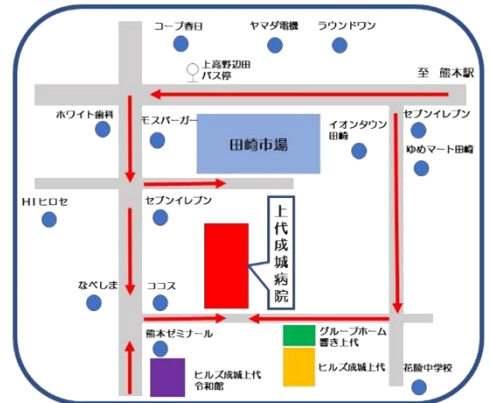 コープ春日
ヤマダ電機
ラウンドワン
上高野辺田
バス停
至 熊本駅
ホワイト歯科
モスバーガー
田崎市場
イオンタウン
田崎
セブンイレブン
ゆめマート田崎
HIヒロセ
セブンイレブン
上代成城病院
なべしま
ココス
熊本ゼミナール
グループホーム
響き上代
ヒルズ成城上代
令和館
ヒルズ成城上代
花陵中学校